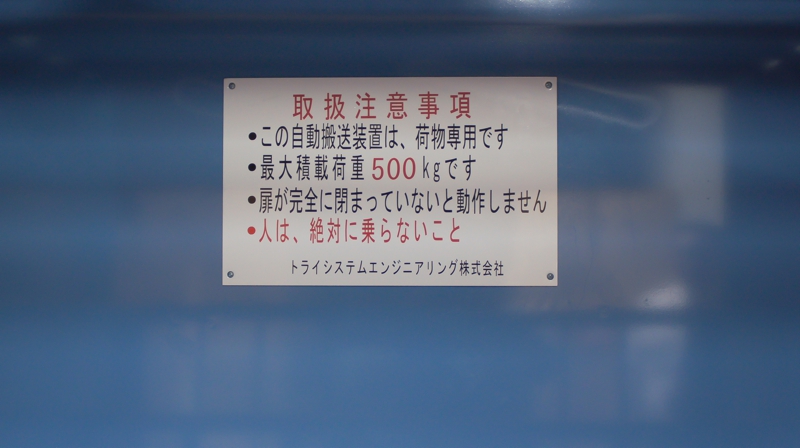 取扱注意事項
●この自動搬送装置は、荷物専用です
●最大積載荷重500kgです
●扉が完全に閉まっていないと動作しません
●人は、絶対に乗らないこと
トライシステムエンジニアリング株式会社